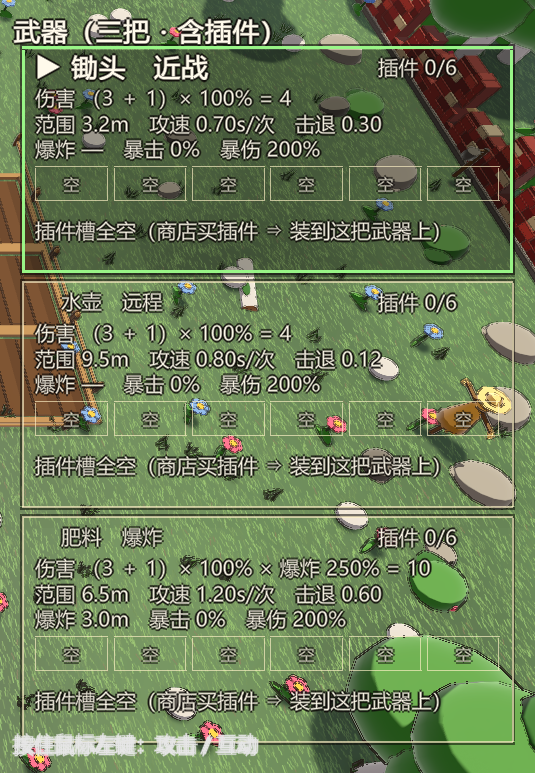 武器（三把 · 含插件）
▶ 锄头 近战 插件 0/6
伤害 （3 + 1）× 100% = 4
范围 3.2m 攻速 0.70s/次 击退 0.30
爆炸 — 暴击 0% 暴伤 200%
空 空 空 空 空 空
插件槽全空（商店买插件 ⇒ 装到这把武器上）
水壶 远程 插件 0/6
伤害 （3 + 1）× 100% = 4
范围 9.5m 攻速 0.80s/次 击退 0.12
爆炸 — 暴击 0% 暴伤 200%
空 空 空 空 空 空
插件槽全空（商店买插件 ⇒ 装到这把武器上）
肥料 爆炸 插件 0/6
伤害 （3 + 1）× 100% × 爆炸 250% = 10
范围 6.5m 攻速 1.20s/次 击退 0.60
爆炸 3.0m 暴击 0% 暴伤 200%
空 空 空 空 空 空
插件槽全空（商店买插件 ⇒ 装到这把武器上）
按住鼠标左键：攻击 / 互动